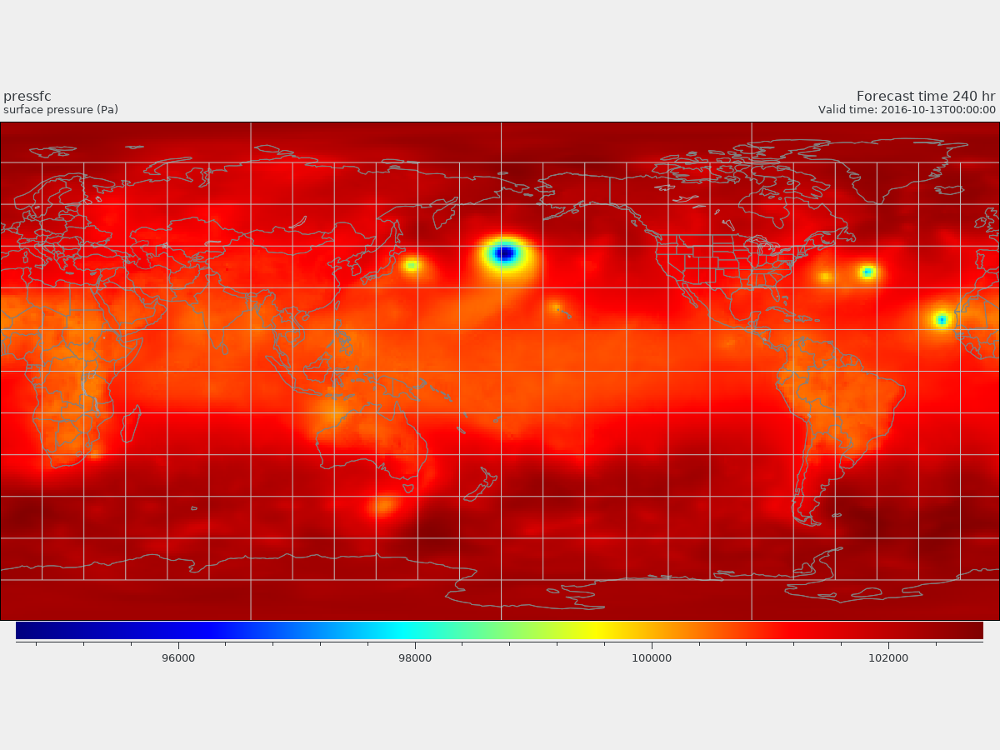 pressfc
surface pressure (Pa)
Forecast time 240 hr
Valid time: 2016-10-13T00:00:00
96000 98000 100000 102000